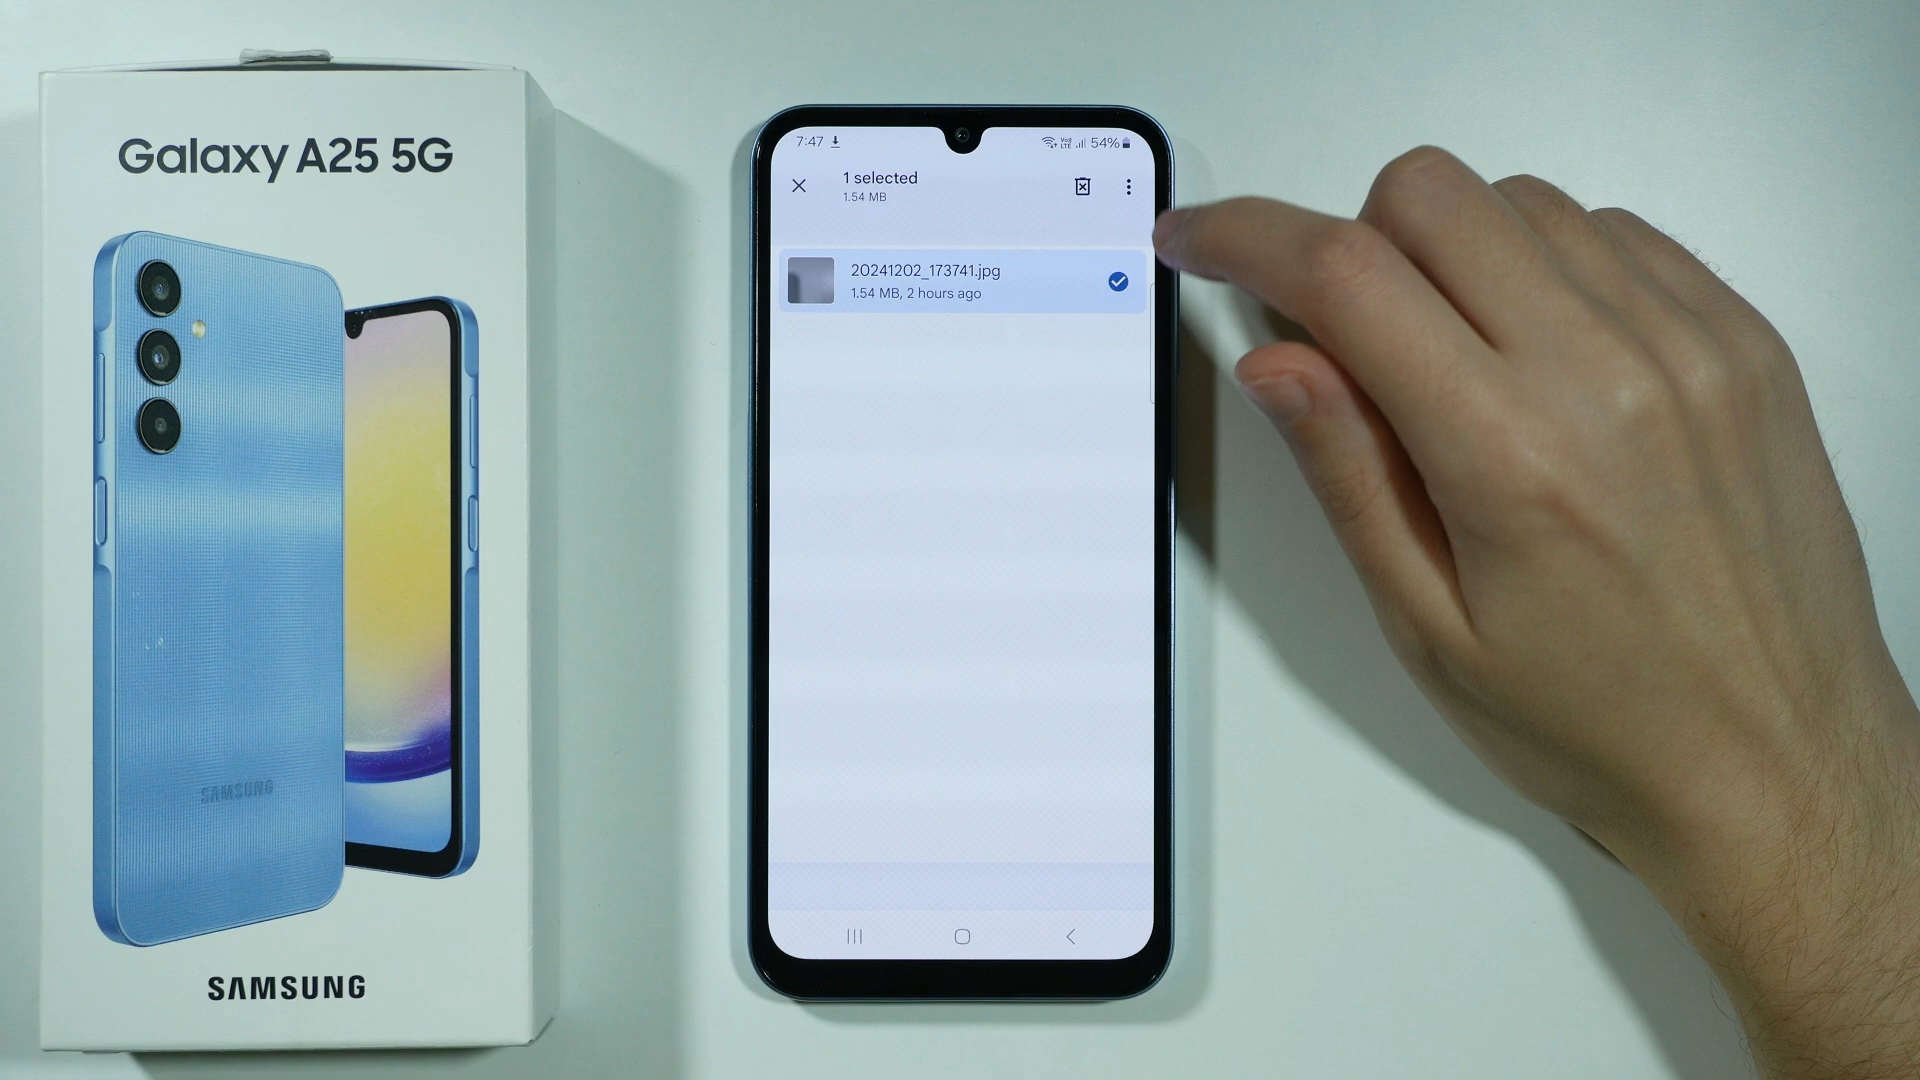 Galaxy A25 5G
SAMSUNG
SAMSUNG
7:47
54%
1 selected
1.54 MB
20241202_173741.jpg
1.54 MB, 2 hours ago